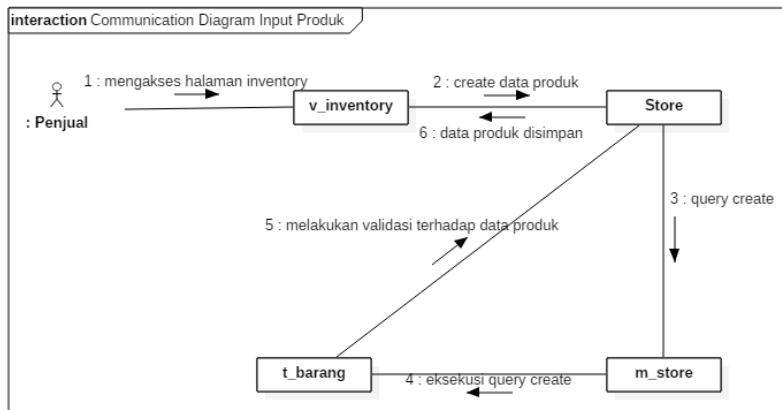 interaction Communication Diagram Input Produk
1 : mengakses halaman inventory
2 : create data produk
: Penjual
v_inventory
Store
6 : data produk disimpan
3 : query create
5 : melakukan validasi terhadap data produk
t_barang
4 : eksekusi query create
m_store